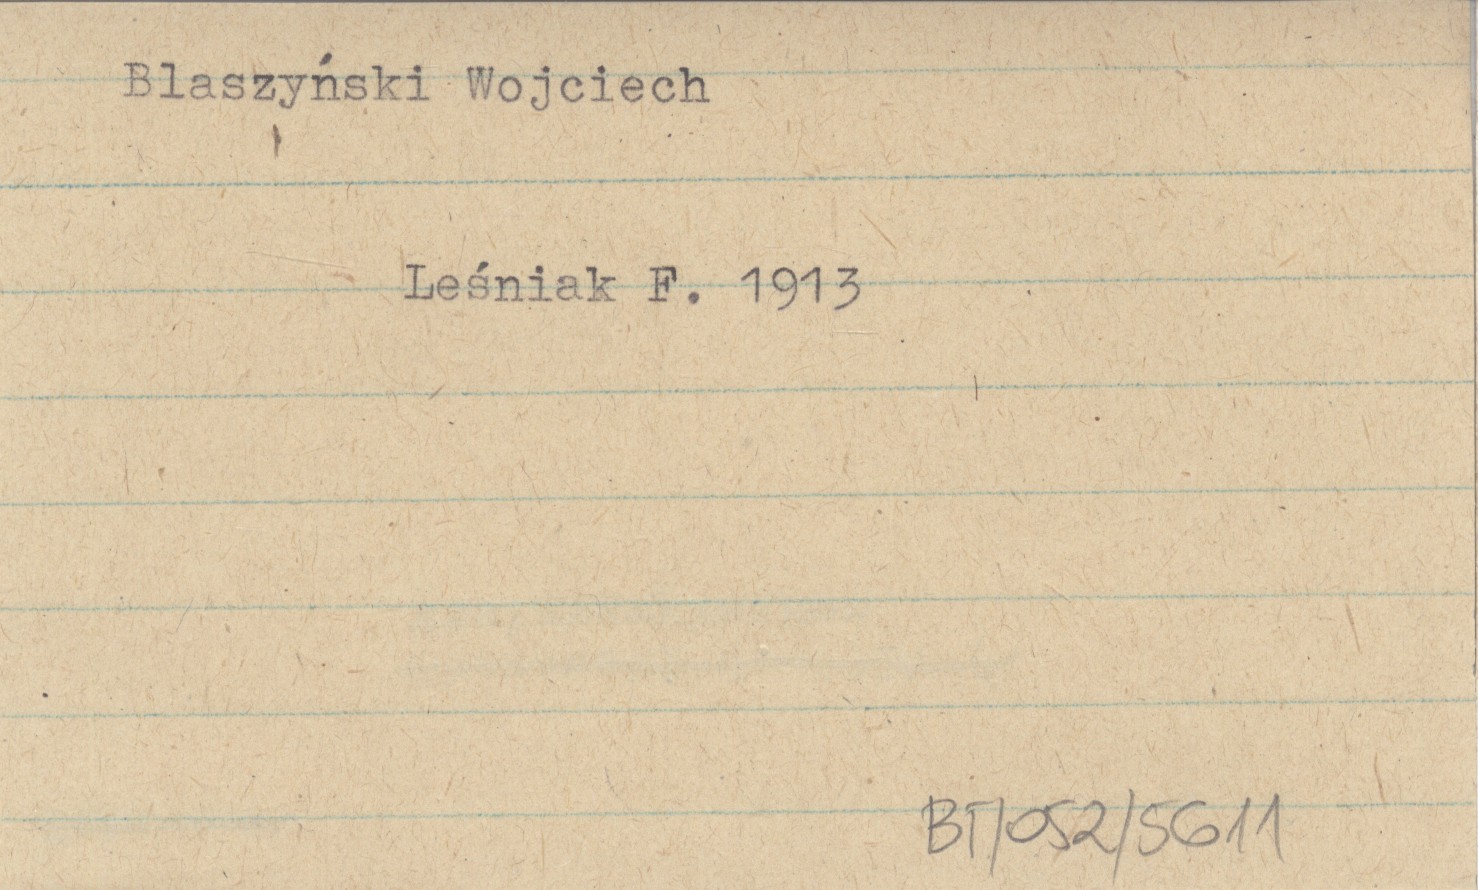 Blaszyński Wojciech
Leśniak F. 1913
BT/052/5611